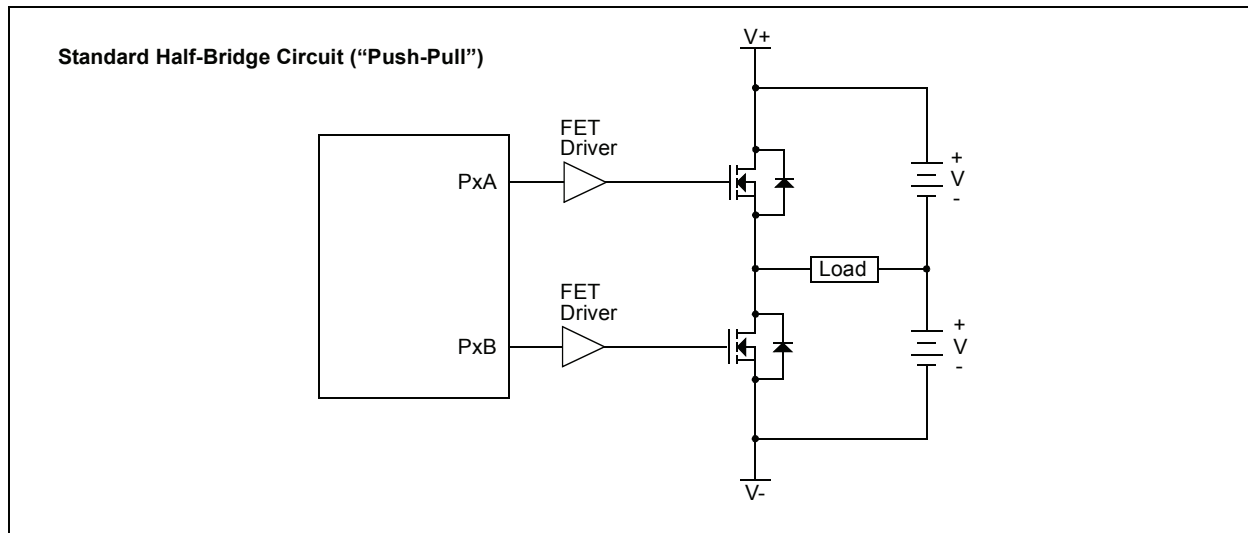 Standard Half-Bridge Circuit (“Push-Pull”)
V+
FET
Driver
PxA
+
V
-
Load
FET
Driver
PxB
+
V
-
V-